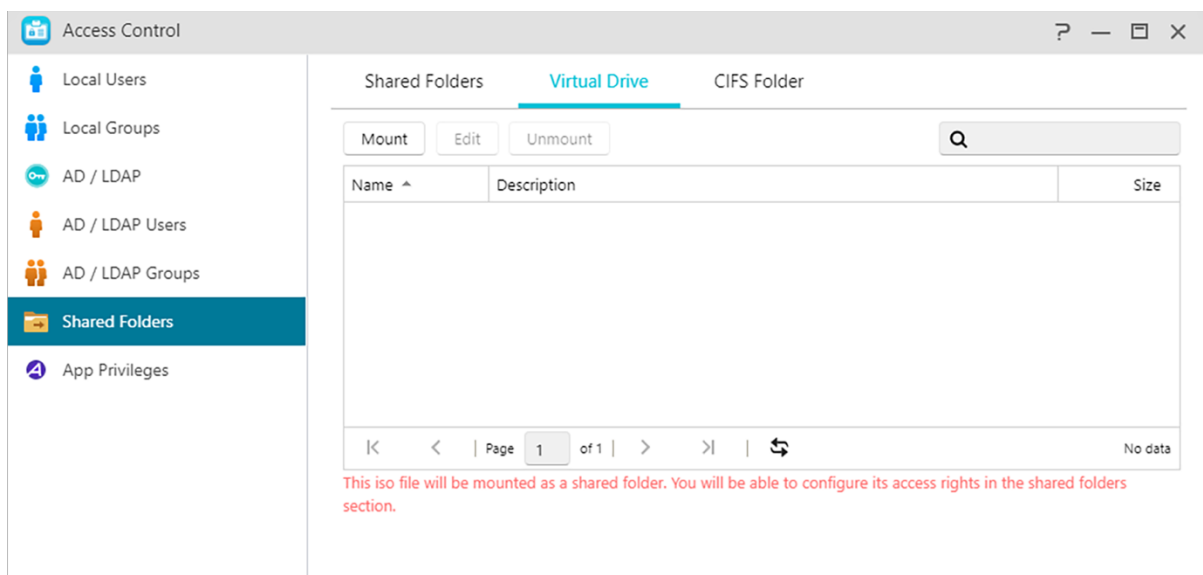 Access Control
Local Users
Local Groups
AD / LDAP
AD / LDAP Users
AD / LDAP Groups
Shared Folders
App Privileges
Shared Folders Virtual Drive CIFS Folder
Mount Edit Unmount
Name Description Size
Page 1 of 1 No data
This iso file will be mounted as a shared folder. You will be able to configure its access rights in the shared folders
section.